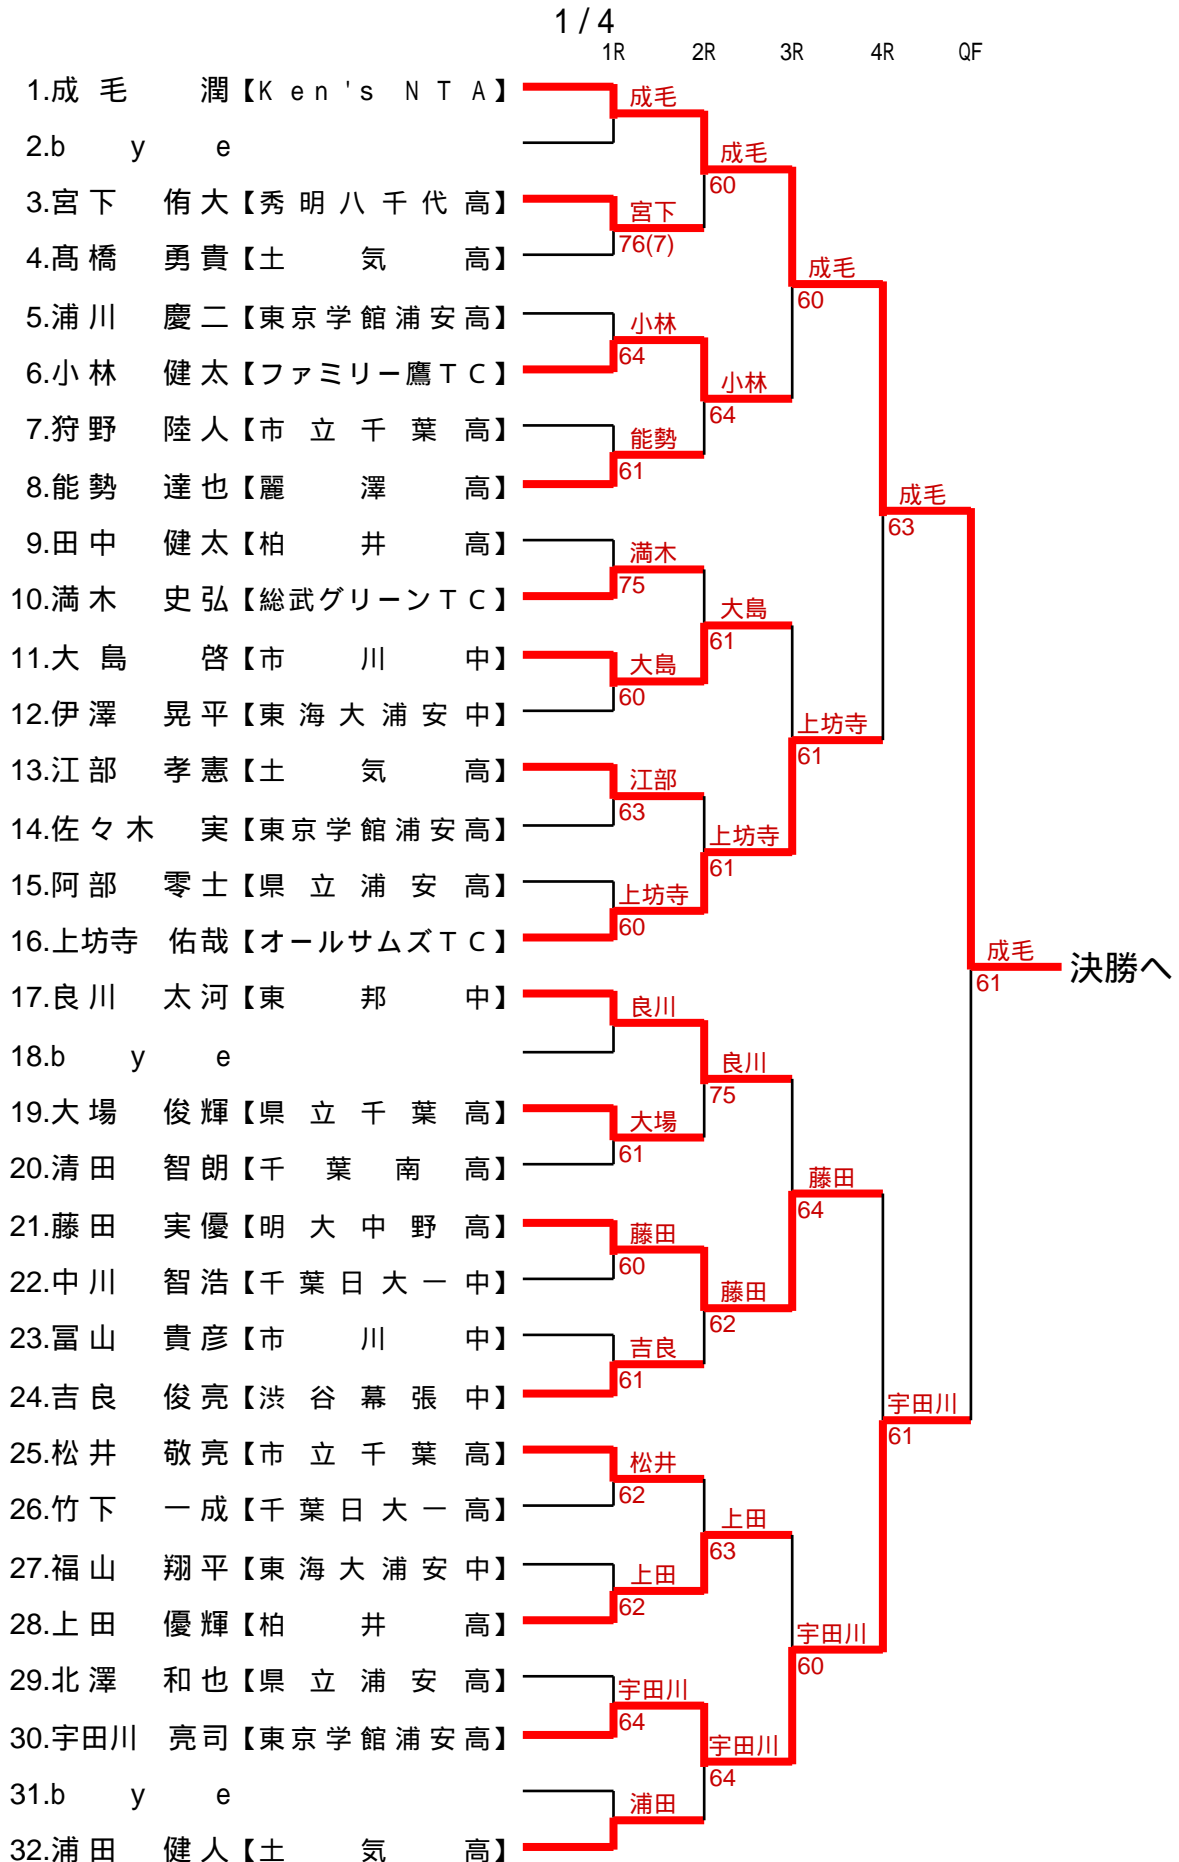 1 / 4
1R 2R 3R 4R QF
1.成毛 潤【Ken's NTA】
成毛
2.bye
成毛
60
3.宮下 侑大【秀明八千代高】
宮下
76(7)
4.髙橋 勇貴【土気高】
成毛
60
5.浦川 慶二【東京学館浦安高】
小林
64
6.小林 健太【ファミリー鷹TC】
小林
64
7.狩野 陸人【市立千葉高】
能勢
61
8.能勢 達也【麗澤高】
成毛
63
9.田中 健太【柏井高】
満木
75
10.満木 史弘【総武グリーンTC】
大島
61
11.大島 啓【市川中】
大島
60
12.伊澤 晃平【東海大浦安中】
上坊寺
61
13.江部 孝憲【土気高】
江部
63
14.佐々木 実【東京学館浦安高】
上坊寺
61
15.阿部 零士【県立浦安高】
上坊寺
60
16.上坊寺 佑哉【オールサムズTC】
成毛
61
決勝へ
17.良川 太河【東邦中】
良川
18.bye
良川
75
19.大場 俊輝【県立千葉高】
大場
61
20.清田 智朗【千葉南高】
藤田
64
21.藤田 実優【明大中野高】
藤田
60
22.中川 智浩【千葉日大一中】
藤田
62
23.冨山 貴彦【市川中】
吉良
61
24.吉良 俊亮【渋谷幕張中】
宇田川
61
25.松井 敬亮【市立千葉高】
松井
62
26.竹下 一成【千葉日大一高】
上田
63
27.福山 翔平【東海大浦安中】
上田
62
28.上田 優輝【柏井高】
宇田川
60
29.北澤 和也【県立浦安高】
宇田川
64
30.宇田川 亮司【東京学館浦安高】
宇田川
64
31.bye
浦田
32.浦田 健人【土気高】